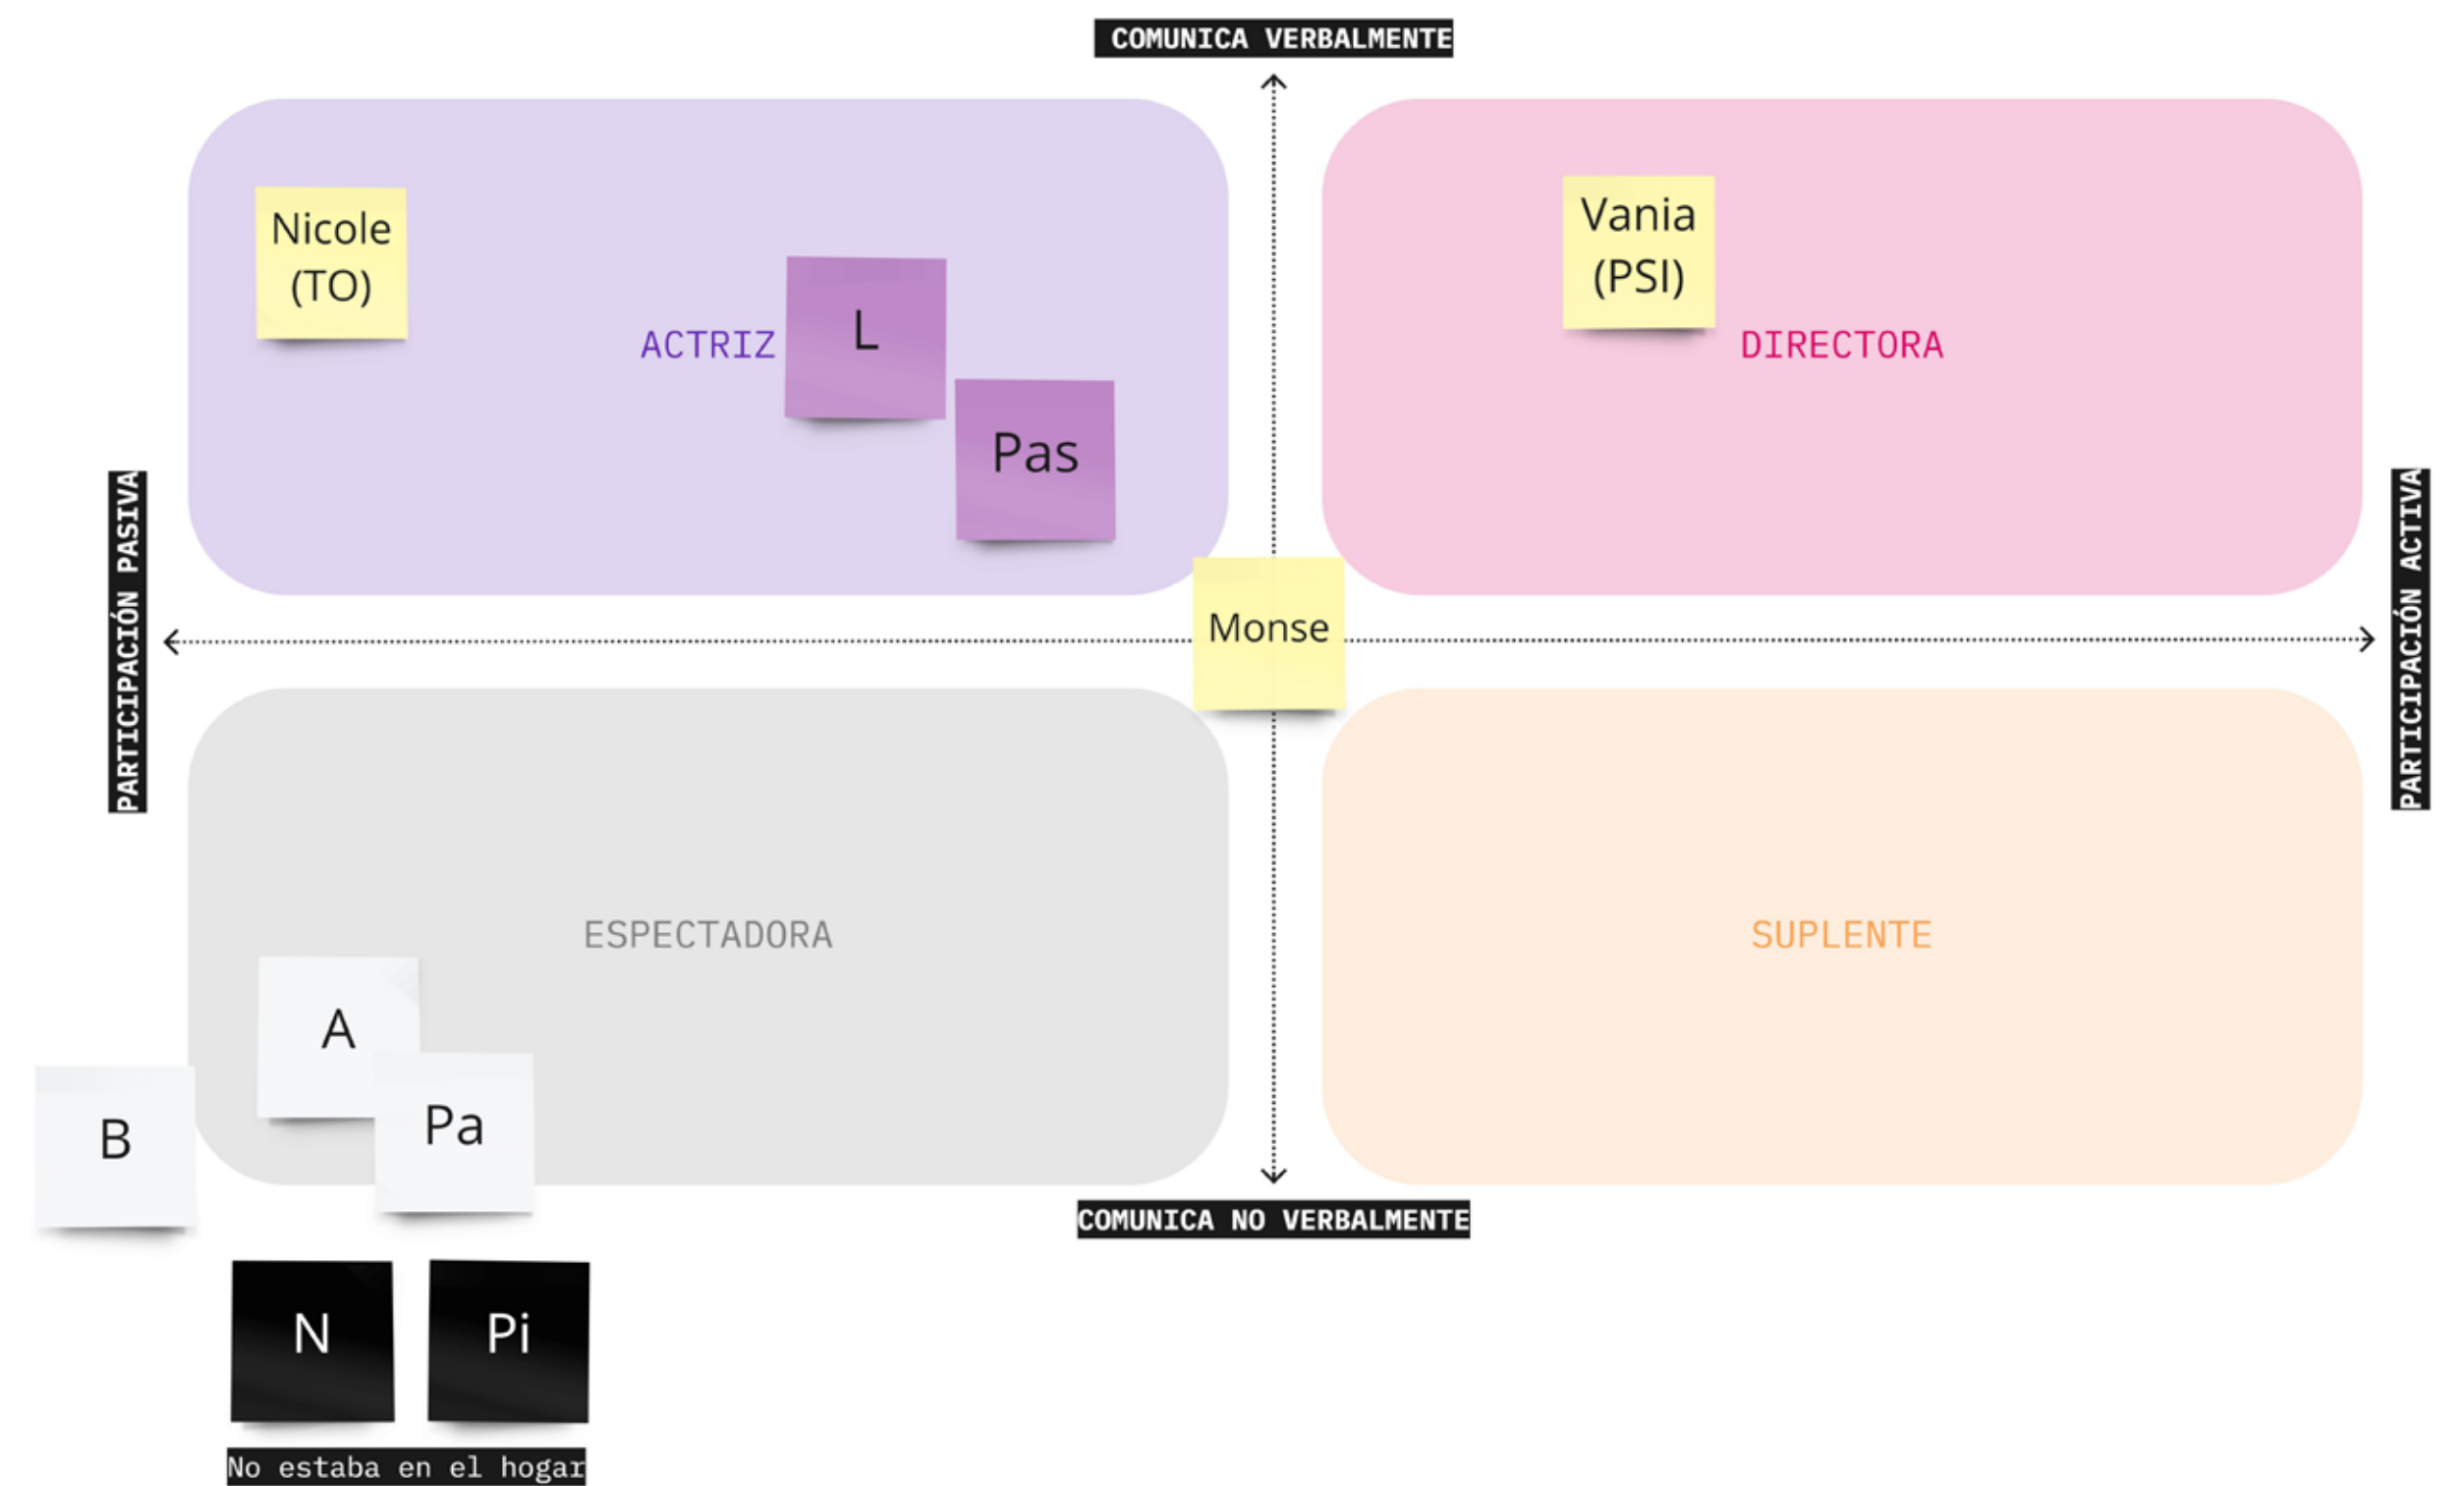 COMUNICA VERBALMENTE
Nicole
(TO)
Vania
(PSI)
ACTRIZ
L
DIRECTORA
Pas
PARTICIPACIÓN PASIVA
PARTICIPACIÓN ACTIVA
Monse
ESPECTADORA
SUPLENTE
A
Pa
B
COMUNICA NO VERBALMENTE
N
Pi
No estaba en el hogar